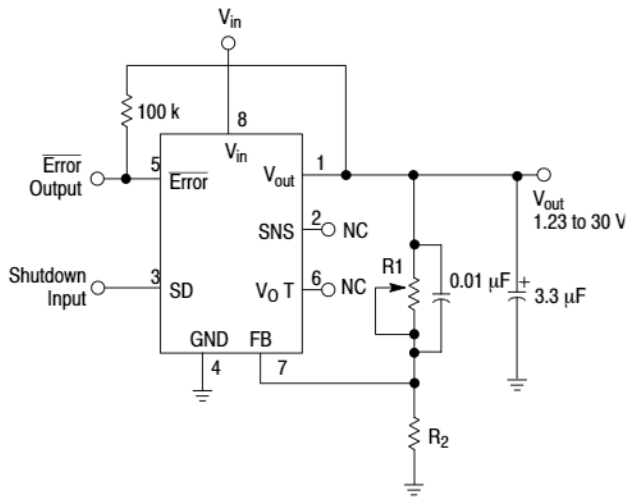 Vin
100 k
8
Vin
Error
Output
5
Error
1
Vout
Vout
1.23 to 30 V
2
SNS
NC
Shutdown
Input
3
SD
6
VO T
NC
R1
0.01 µF
+
3.3 µF
GND
FB
4
7
R2